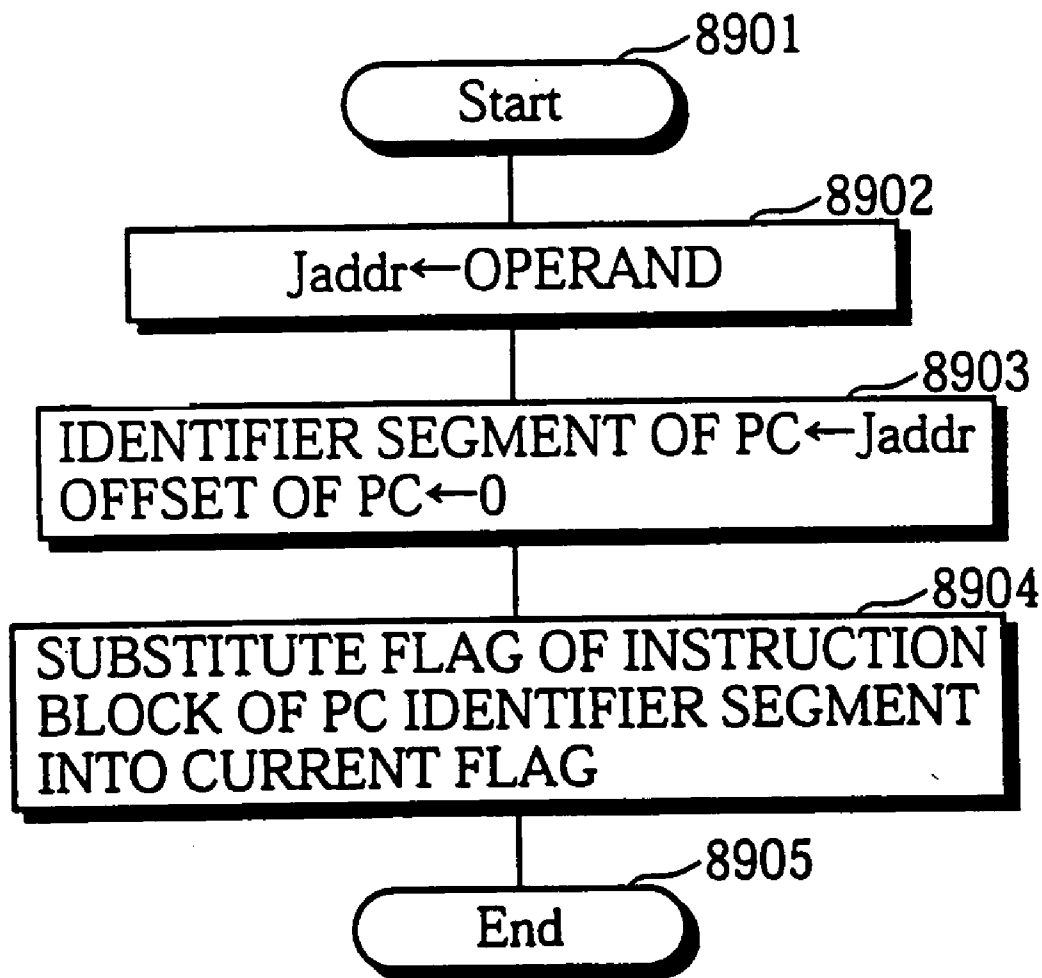 8901
Start
8902
Jaddr←OPERAND
8903
IDENTIFIER SEGMENT OF PC←Jaddr
OFFSET OF PC←0
8904
SUBSTITUTE FLAG OF INSTRUCTION
BLOCK OF PC IDENTIFIER SEGMENT
INTO CURRENT FLAG
8905
End